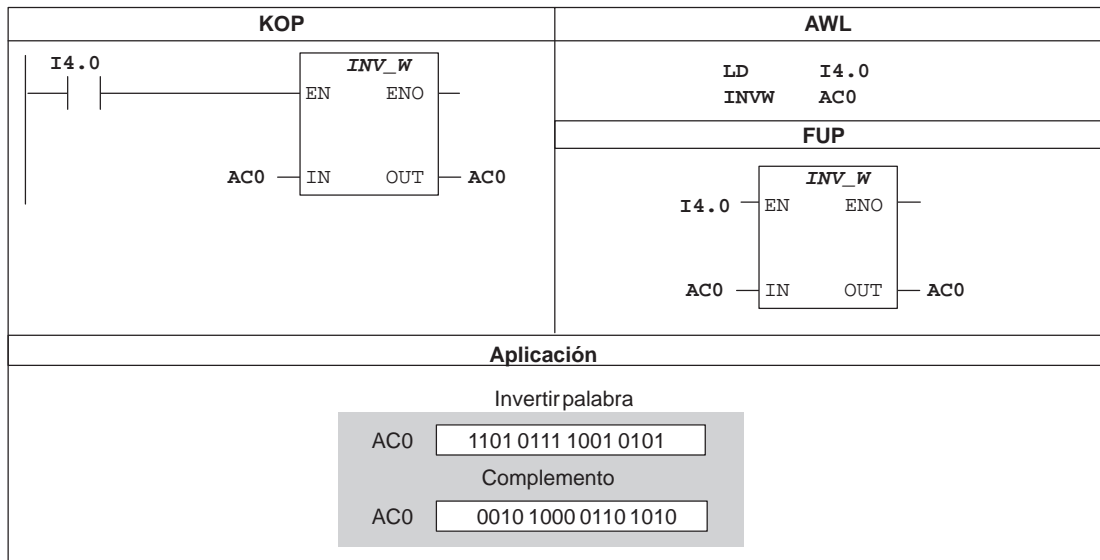 KOP
I4.0
INV_W
EN ENO
AC0 IN OUT AC0
AWL
LD I4.0
INVW AC0
FUP
INV_W
I4.0 EN ENO
AC0 IN OUT AC0
Aplicación
Invertir palabra
AC0 1101 0111 1001 0101
Complemento
AC0 0010 1000 0110 1010